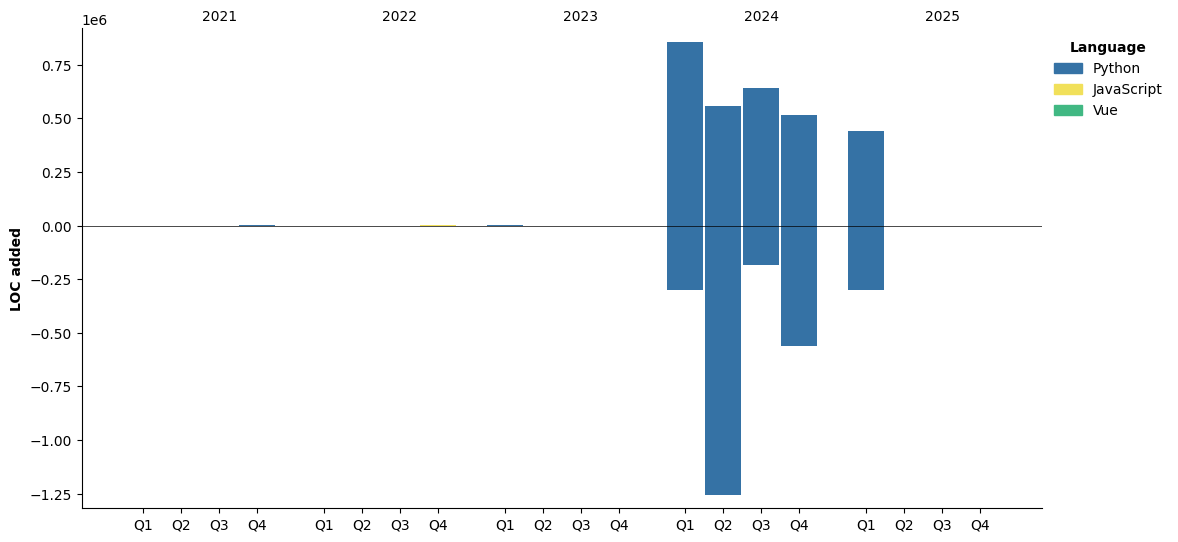 1e6
2021 2022 2023 2024 2025
Language
Python
JavaScript
Vue
LOC added
0.75
0.50
0.25
0.00
−0.25
−0.50
−0.75
−1.00
−1.25
Q1 Q2 Q3 Q4 Q1 Q2 Q3 Q4 Q1 Q2 Q3 Q4 Q1 Q2 Q3 Q4 Q1 Q2 Q3 Q4